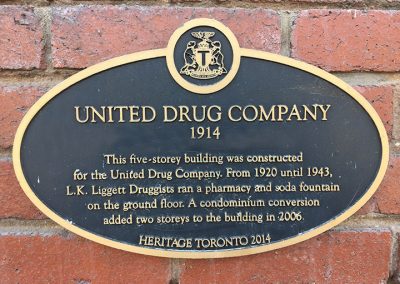 T
UNITED DRUG COMPANY
1914
This five-storey building was constructed
for the United Drug Company. From 1920 until 1943,
L.K. Liggett Druggists ran a pharmacy and soda fountain
on the ground floor. A condominium conversion
added two storeys to the building in 2006.
HERITAGE TORONTO 2014